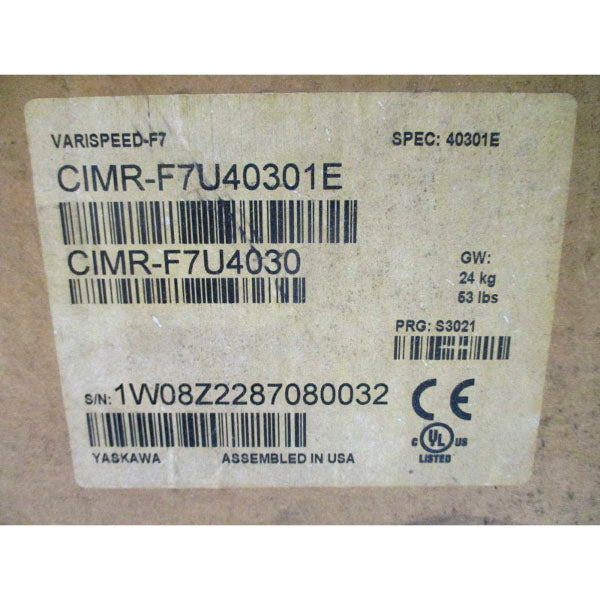 VARISPEED-F7 SPEC: 40301E
CIMR-F7U40301E
CIMR-F7U4030
GW:
24 kg
53 lbs
PRG: S3021
S/N: 1W08Z2287080032
CE
C UL US
LISTED
YASKAWA ASSEMBLED IN USA